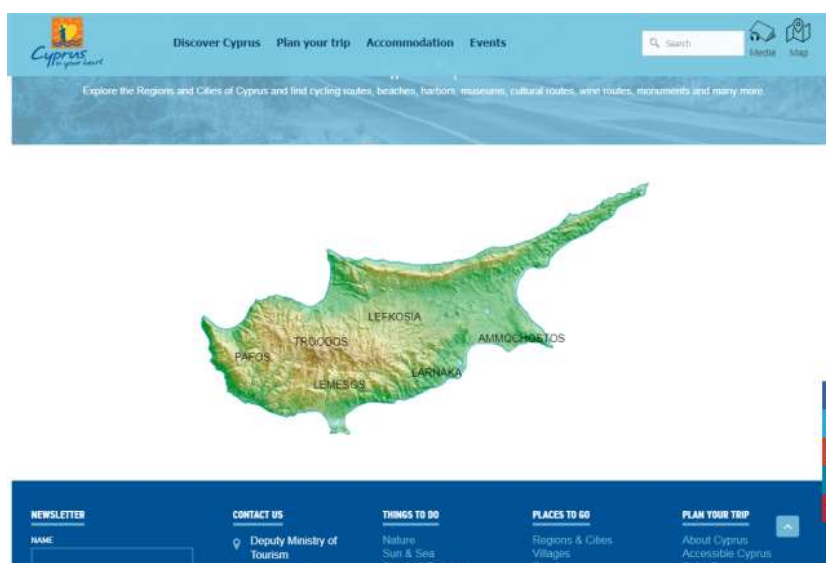 Cyprus
in your heart
Discover Cyprus Plan your trip Accommodation Events
Search
Media Map
Explore the Regions and Cities of Cyprus and find cycling routes, beaches, harbors, museums, cultural routes, wine routes, monuments and many more.
LEFKOSIA
TROODOS
AMMOCHOSTOS
PAFOS
LARNAKA
LEMESOS
NEWSLETTER
NAME
CONTACT US
Deputy Ministry of
Tourism
THINGS TO DO
Nature
Sun & Sea
PLACES TO GO
Regions & Cities
Villages
PLAN YOUR TRIP
About Cyprus
Accessible Cyprus